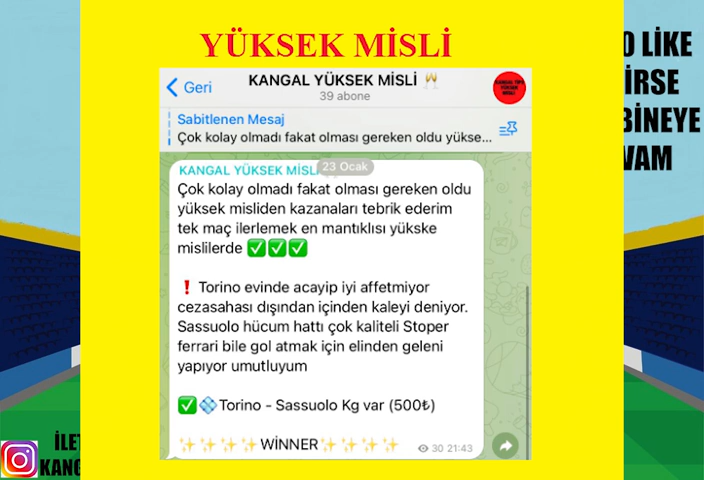 YÜKSEK MİSLİ
O LİKE
İRSE
BİNEYE
VAM
Geri
KANGAL YÜKSEK MİSLİ 🥂
39 abone
Sabitlenen Mesaj
Çok kolay olmadı fakat olması gereken oldu yükse...
KANGAL YÜKSEK MİSLİ
23 Ocak
Çok kolay olmadı fakat olması gereken oldu
yüksek misliden kazanaları tebrik ederim
tek maç ilerlemek en mantıklısı yükske
mislilerde ✅✅✅
❗ Torino evinde acayip iyi affetmiyor
cezasahası dışından içinden kaleyi deniyor.
Sassuolo hücum hattı çok kaliteli Stoper
ferrari bile gol atmak için elinden geleni
yapıyor umutluyum
✅💠Torino - Sassuolo Kg var (500₺)
✨✨✨✨WİNNER✨✨✨✨
30 21:43
İLE
KANG